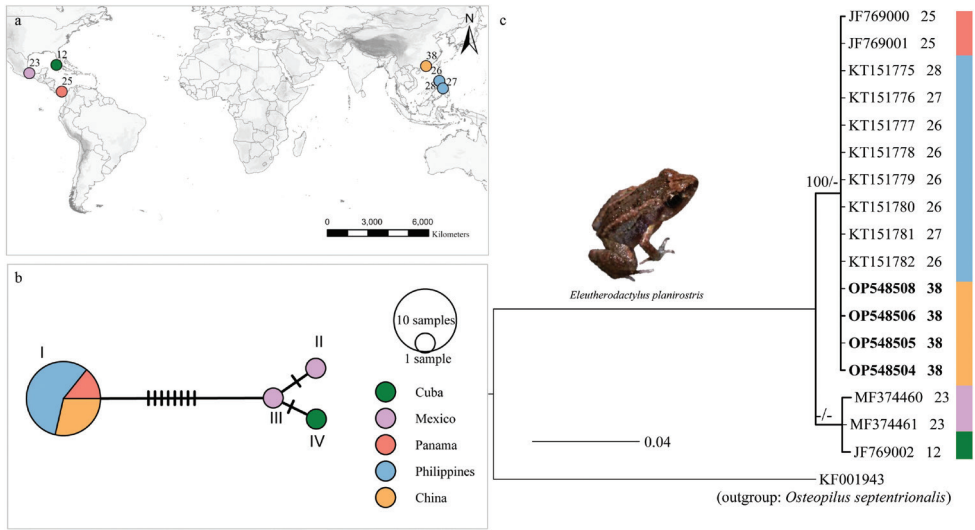 a
N
23
12
25
38
26
28
27
0 3,000 6,000
Kilometers
b
I
II
III
IV
10 samples
1 sample
Cuba
Mexico
Panama
Philippines
China
c
Eleutherodactylus planirostris
100/-
-/-
0.04
JF769000 25
JF769001 25
KT151775 28
KT151776 27
KT151777 26
KT151778 26
KT151779 26
KT151780 26
KT151781 27
KT151782 26
OP548508 38
OP548506 38
OP548505 38
OP548504 38
MF374460 23
MF374461 23
JF769002 12
KF001943
(outgroup: Osteopilus septentrionalis)